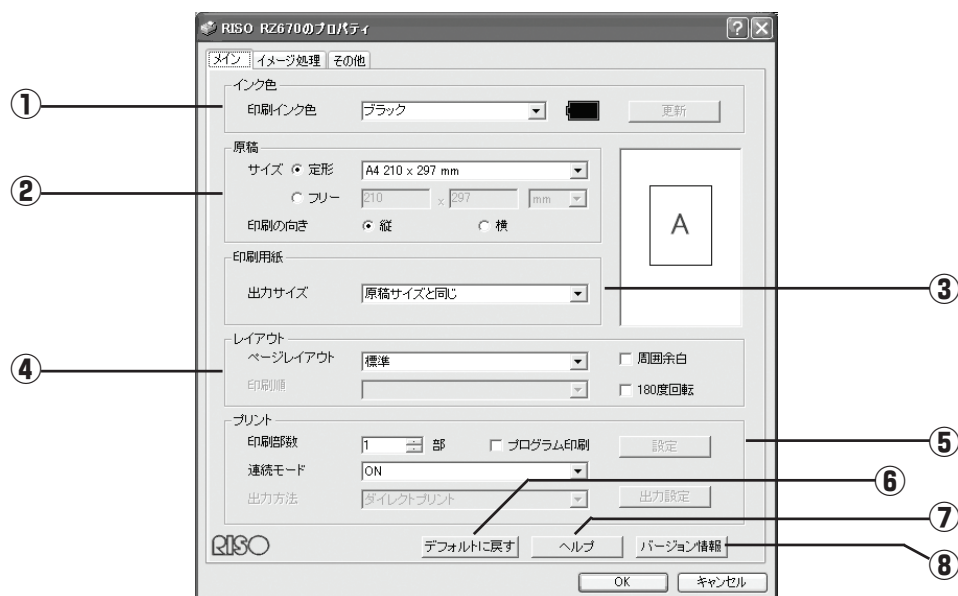 RISO RZ670のプロパティ
メイン イメージ処理 その他
インク色
① 印刷インク色 ブラック 更新
原稿
サイズ 定形 A4 210 x 297 mm
② フリー 210 x 297 mm
印刷の向き 縦 横
A
印刷用紙
出力サイズ 原稿サイズと同じ ③
レイアウト
④ ページレイアウト 標準 周囲余白
印刷順 180度回転
プリント
印刷部数 1 部 プログラム印刷 設定 ⑤
連続モード ON ⑥
出力方法 ダイレクトプリント 出力設定
⑦
RISO デフォルトに戻す ヘルプ バージョン情報 ⑧
OK キャンセル